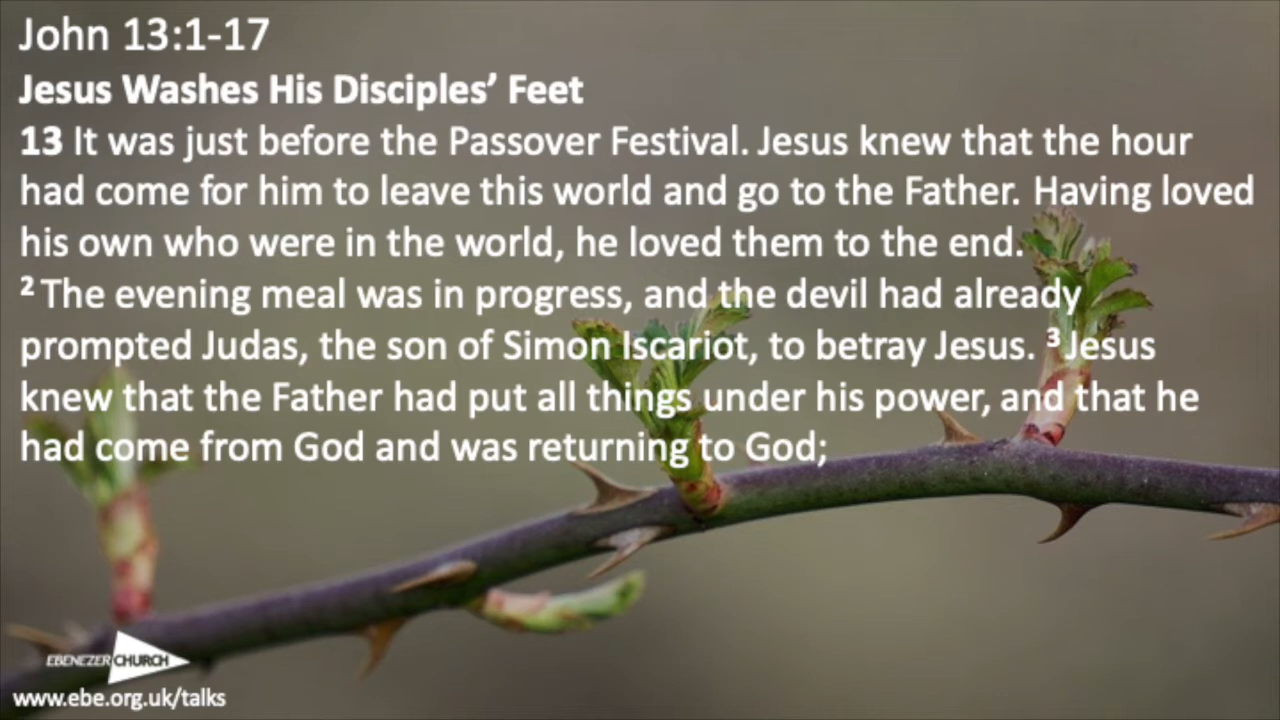 John 13:1-17
Jesus Washes His Disciples’ Feet
13 It was just before the Passover Festival. Jesus knew that the hour
had come for him to leave this world and go to the Father. Having loved
his own who were in the world, he loved them to the end.
² The evening meal was in progress, and the devil had already
prompted Judas, the son of Simon Iscariot, to betray Jesus. ³ Jesus
knew that the Father had put all things under his power, and that he
had come from God and was returning to God;
EBENEZER CHURCH
www.ebe.org.uk/talks